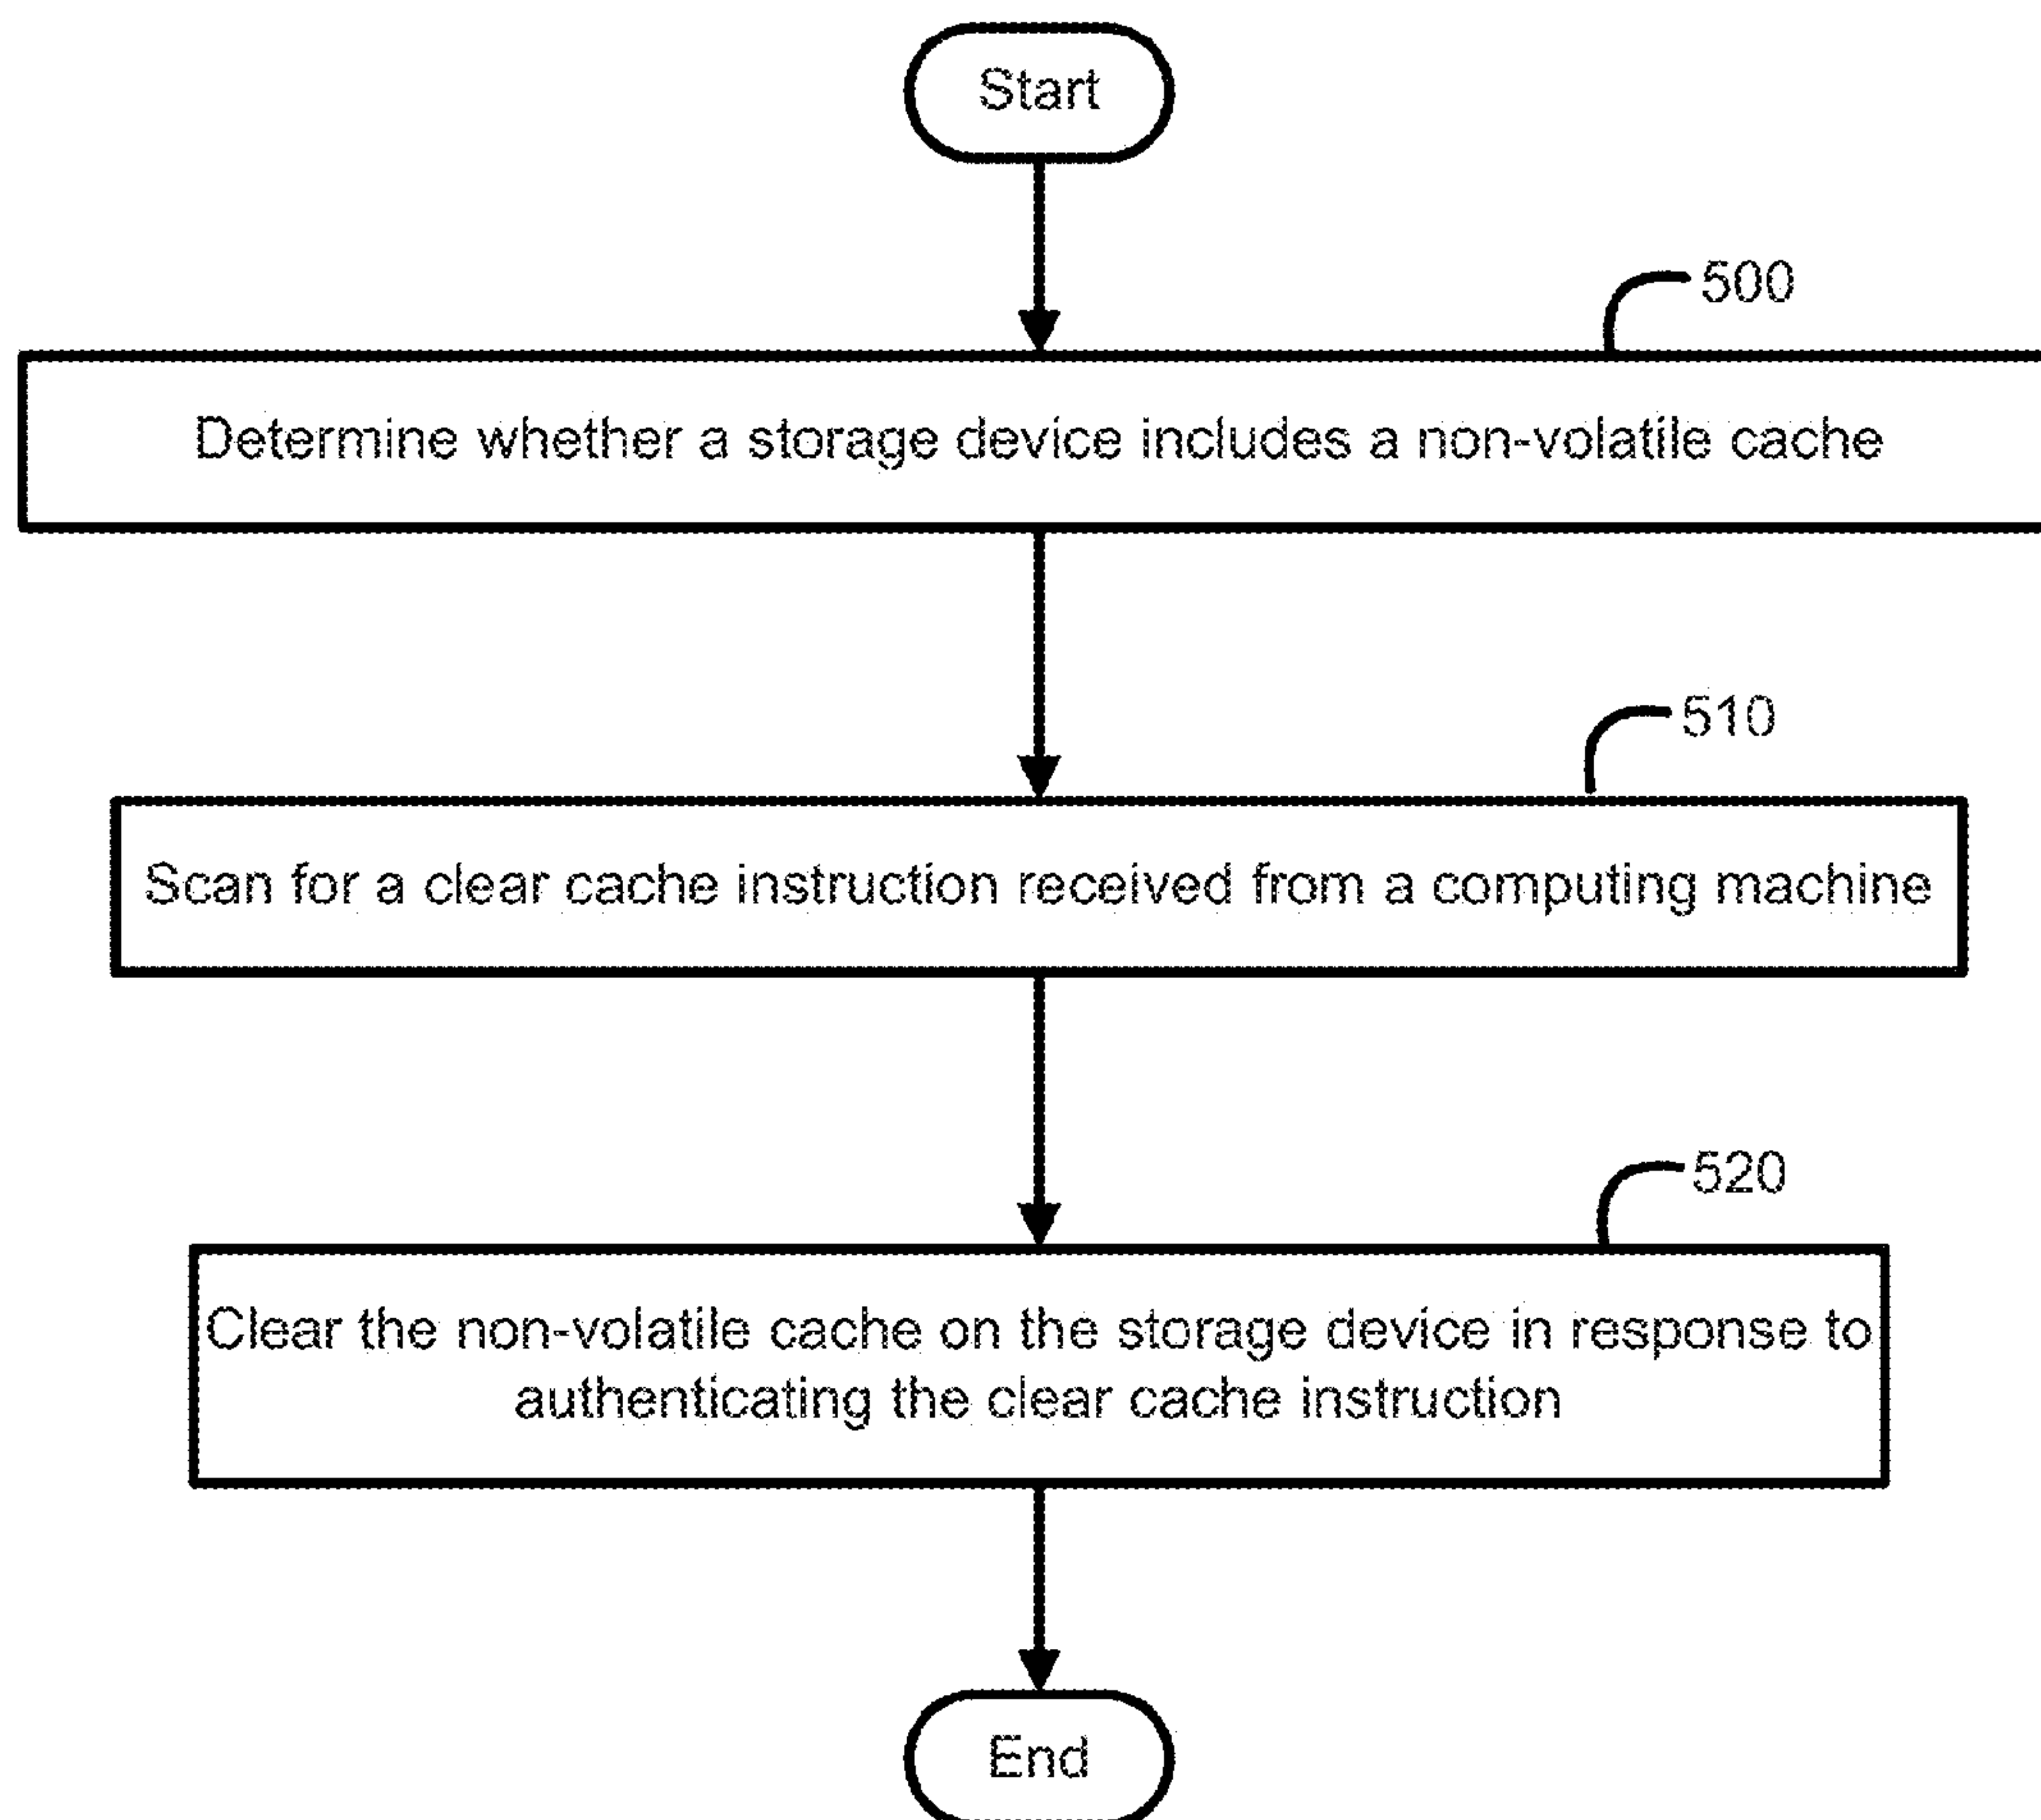 Start
500
Determine whether a storage device includes a non-volatile cache
510
Scan for a clear cache instruction received from a computing machine
520
Clear the non-volatile cache on the storage device in response to
authenticating the clear cache instruction
End